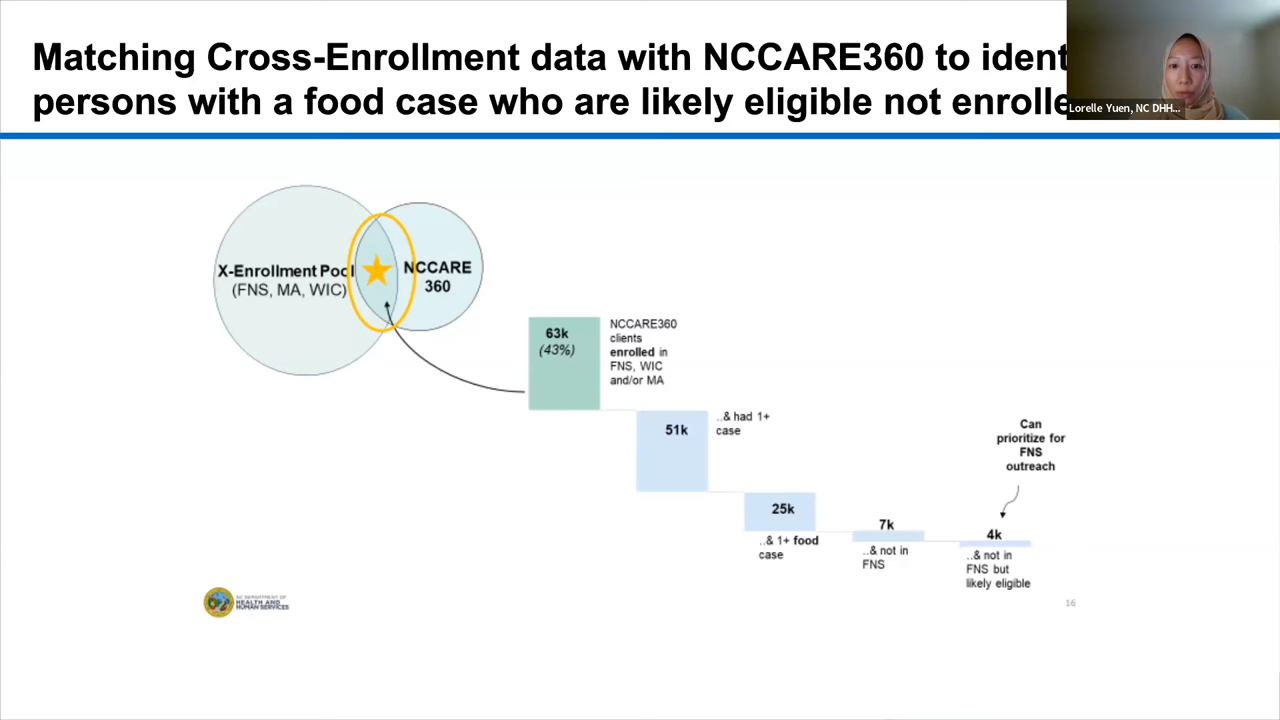 Matching Cross-Enrollment data with NCCARE360 to ident
persons with a food case who are likely eligible not enrolle
Lorelle Yuen, NC DHH...
X-Enrollment Pool
(FNS, MA, WIC)
NCCARE
360
63k
(43%)
NCCARE360
clients
enrolled in
FNS, WIC
and/or MA
51k
..& had 1+
case
25k
..& 1+ food
case
7k
..& not in
FNS
Can
prioritize for
FNS
outreach
4k
..& not in
FNS but
likely eligible
NC DEPARTMENT OF
HEALTH AND
HUMAN SERVICES
16